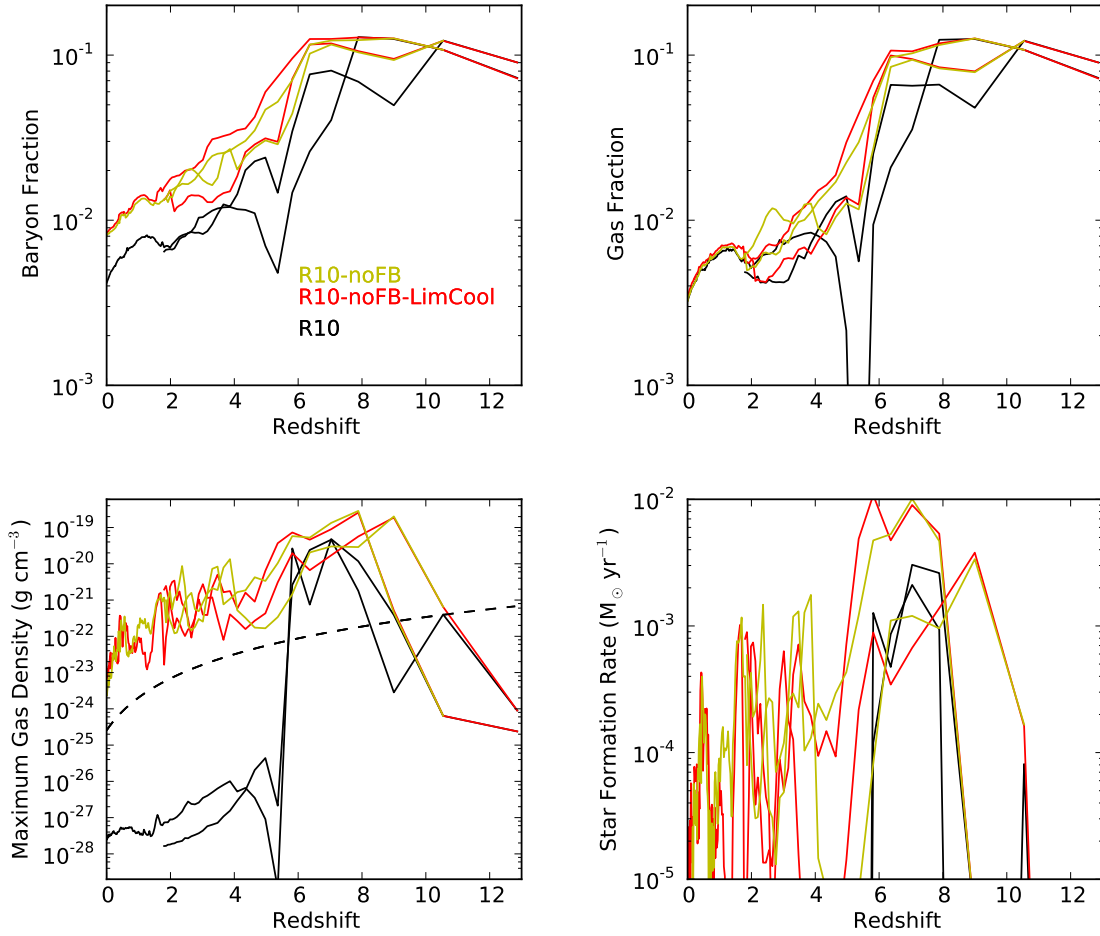 10⁻¹
10⁻²
10⁻³
Baryon Fraction
R10-noFB
R10-noFB-LimCool
R10
0 2 4 6 8 10 12
Redshift
10⁻¹
10⁻²
10⁻³
Gas Fraction
0 2 4 6 8 10 12
Redshift
10⁻¹⁹
10⁻²⁰
10⁻²¹
10⁻²²
10⁻²³
10⁻²⁴
10⁻²⁵
10⁻²⁶
10⁻²⁷
10⁻²⁸
Maximum Gas Density (g cm⁻³)
0 2 4 6 8 10 12
Redshift
10⁻²
10⁻³
10⁻⁴
10⁻⁵
Star Formation Rate (M☉ yr⁻¹)
0 2 4 6 8 10 12
Redshift